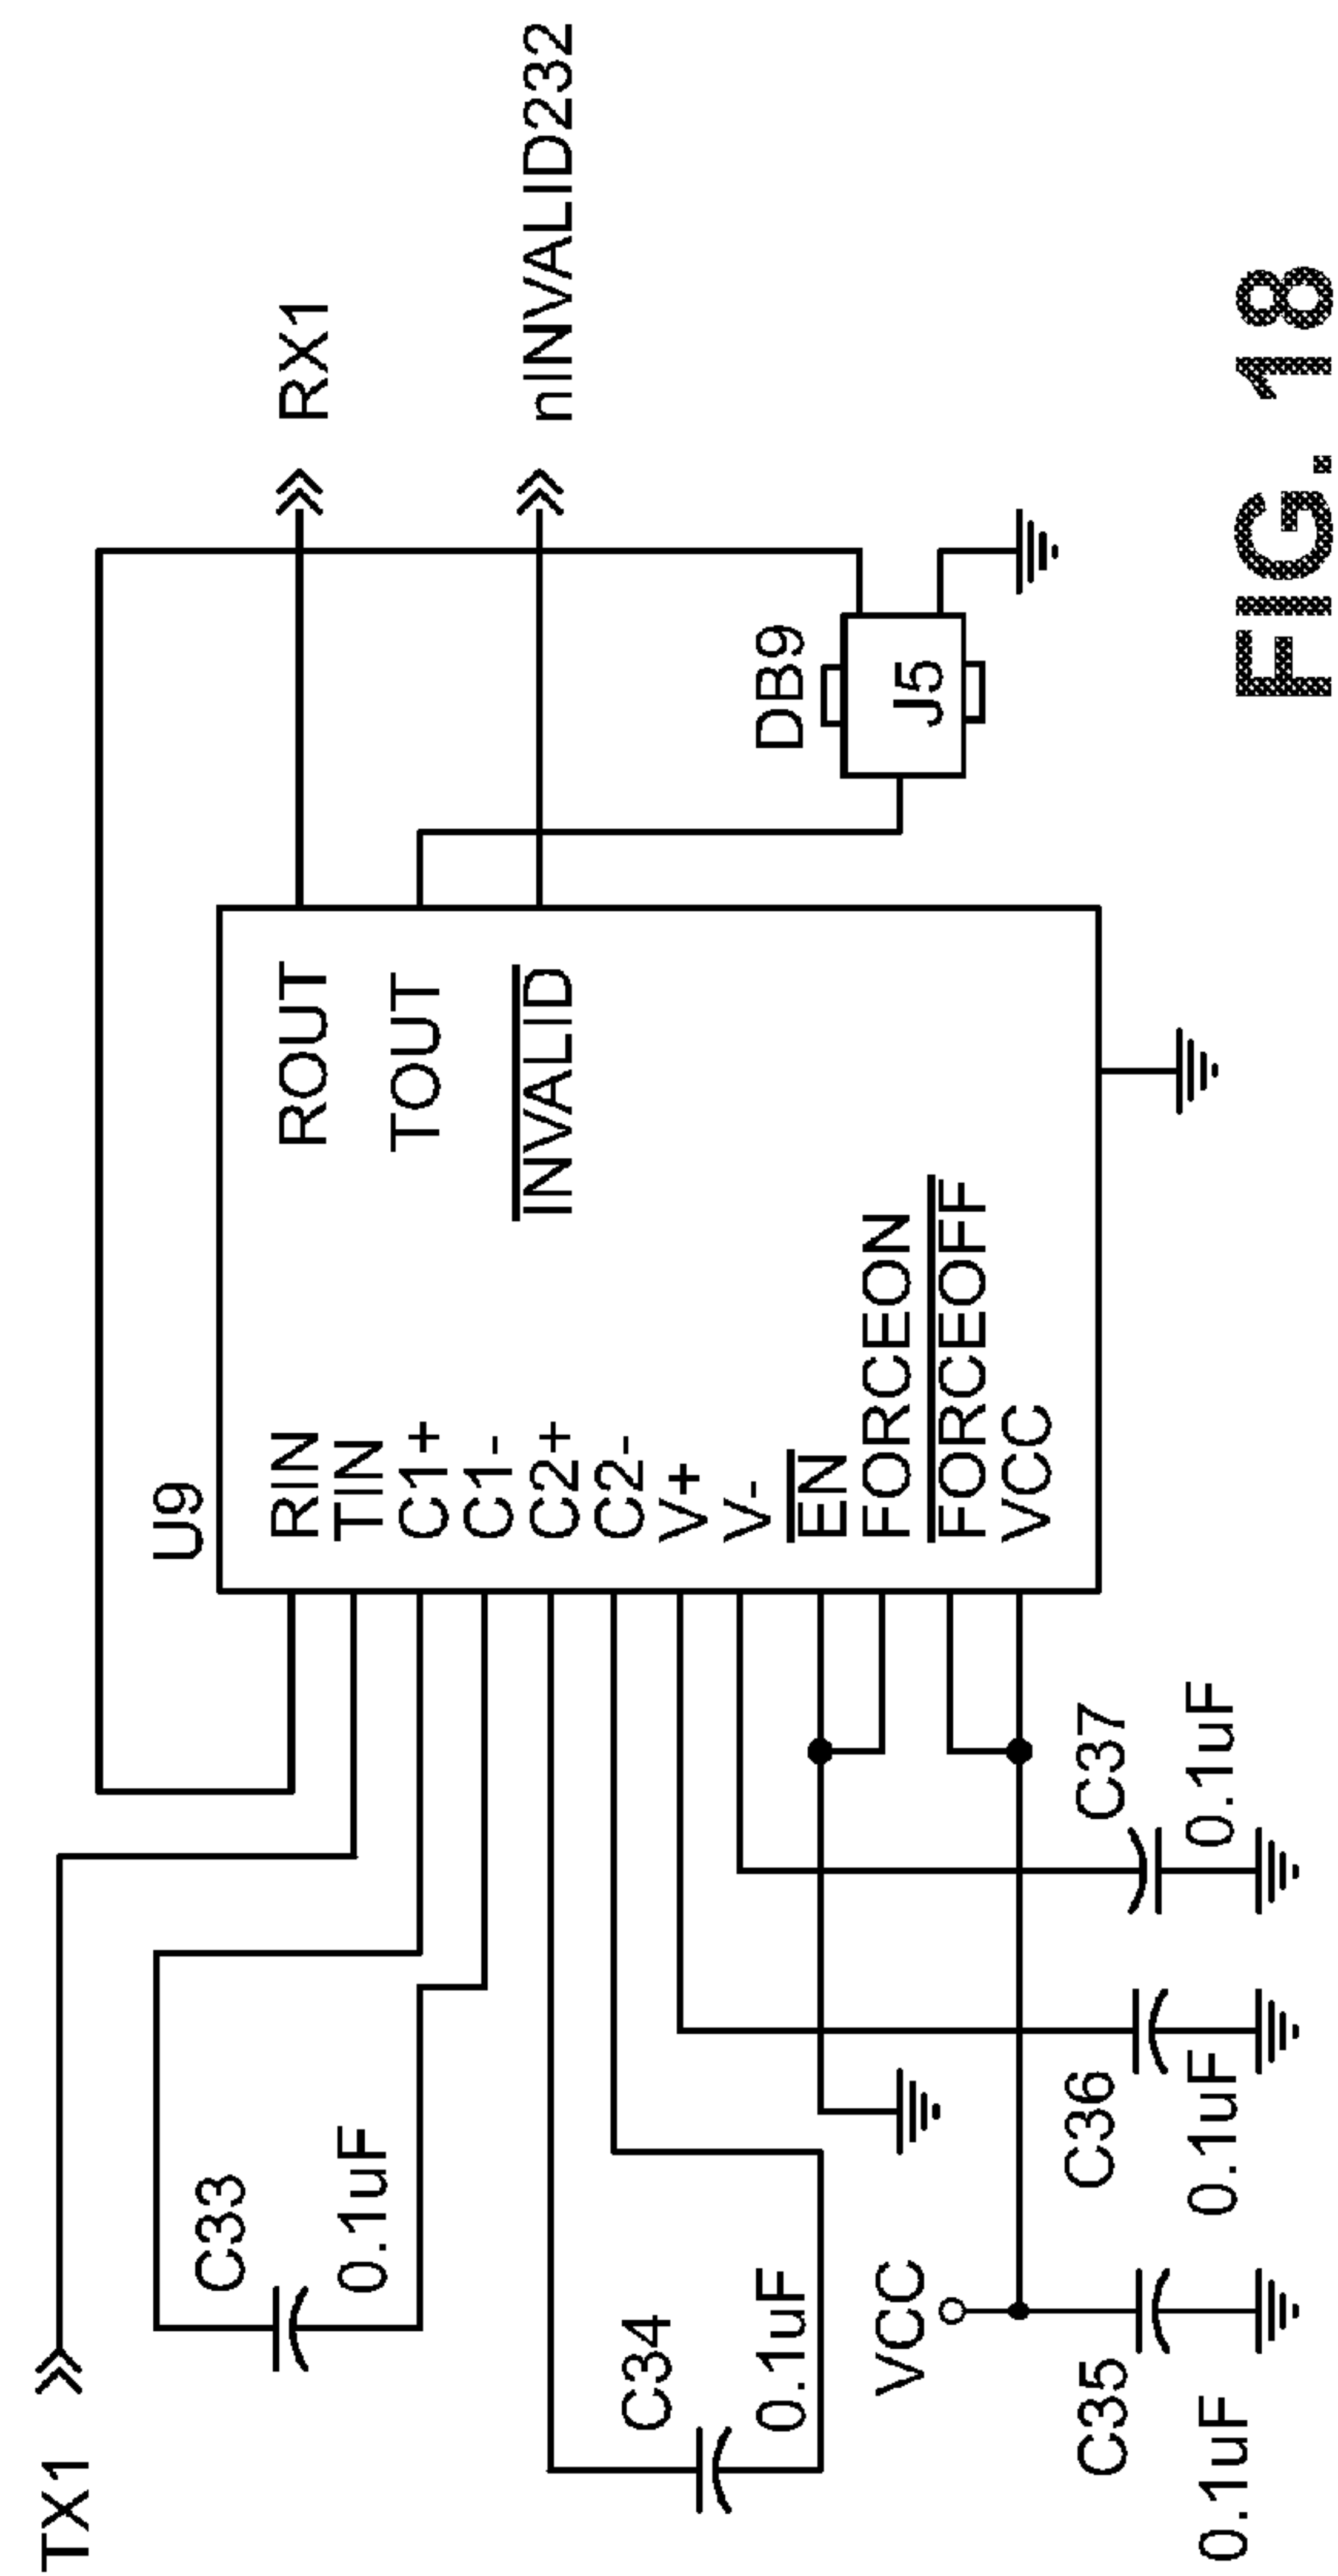 TX1
C33
0.1uF
C34
0.1uF
VCC
C35
0.1uF
C36
0.1uF
C37
0.1uF
U9
RIN
TIN
C1+
C1-
C2+
C2-
V+
V-
EN
FORCEON
FORCEOFF
VCC
ROUT
TOUT
INVALID
RX1
nINVALID232
DB9
J5
FIG. 18